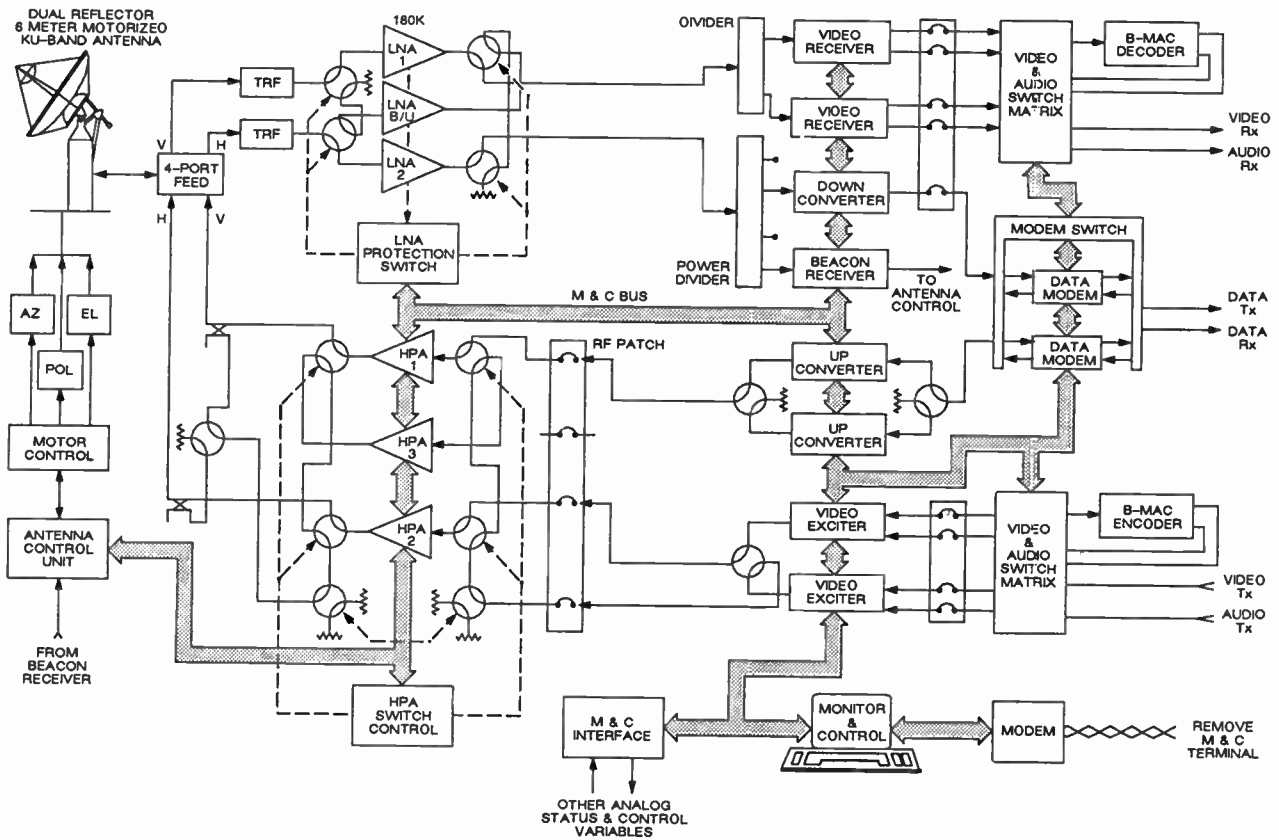 DUAL REFLECTOR
6 METER MOTORIZEO
KU-BAND ANTENNA
180K
LNA
1
LNA
B/U
LNA
2
TRF
TRF
V
H
4-PORT
FEED
H
V
LNA
PROTECTION
SWITCH
OIVIDER
VIDEO
RECEIVER
VIOEO
RECEIVER
POWER
DIVIDER
DOWN
CONVERTER
BEACON
RECEIVER
TO
ANTENNA
CONTROL
VIDEO
&
AUDIO
SWITCH
MATRIX
B-MAC
DECODER
VIDEO
Rx
AUDIO
Rx
MODEM SWITCH
DATA
MODEM
DATA
MODEM
DATA
Tx
DATA
Rx
M & C BUS
AZ
EL
POL
MOTOR
CONTROL
ANTENNA
CONTROL
UNIT
FROM
BEACON
RECEIVER
HPA
1
HPA
3
HPA
2
RF PATCH
UP
CONVERTER
UP
CONVERTER
VIDEO
EXCITER
VIDEO
EXCITER
VIDEO
&
AUDIO
SWITCH
MATRIX
B-MAC
ENCODER
VIDEO
Tx
AUDIO
Tx
HPA
SWITCH
CONTROL
M & C
INTERFACE
OTHER ANALOG
STATUS & CONTROL
VARIABLES
MONITOR
&
CONTROL
MODEM
REMOVE
M & C
TERMINAL